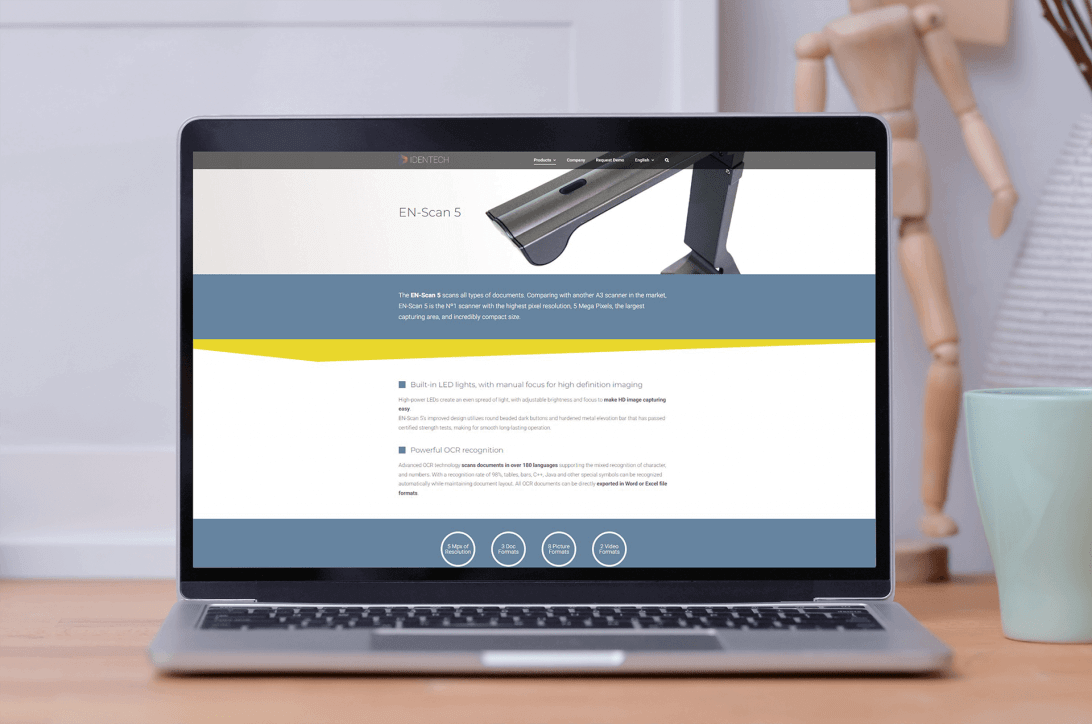 IDENTECH
Products
Company
Request Items
English
EN-Scan 5
The EN-Scan 5 scans all types of documents. Comparing with another A3 scanner in the market,
EN-Scan 5 is the Nº1 scanner with the highest pixel resolution, 5 Mega Pixels, the largest
capturing area, and incredibly compact size.
Built-in LED lights, with manual focus for high definition imaging
High-power LEDs create an even spread of light, with adjustable brightness and focus to make HD image capturing
easy
EN-Scan 5's improved design utilizes round beaded dark buttons and hardened metal elevation bar that has passed
certified strength tests, making for smooth long-lasting operation.
Powerful OCR recognition
Advanced OCR technology scans documents in over 180 languages supporting the mixed recognition of character,
and numbers. With a recognition rate of 98%, tables, bars, C++, Java and other special symbols can be recognized
automatically while maintaining document layout. All OCR documents can be directly exported in Word or Excel file
formats.
5 Mps of
Resolution
3 Doc
Formats
8 Picture
Formats
2 Video
Formats